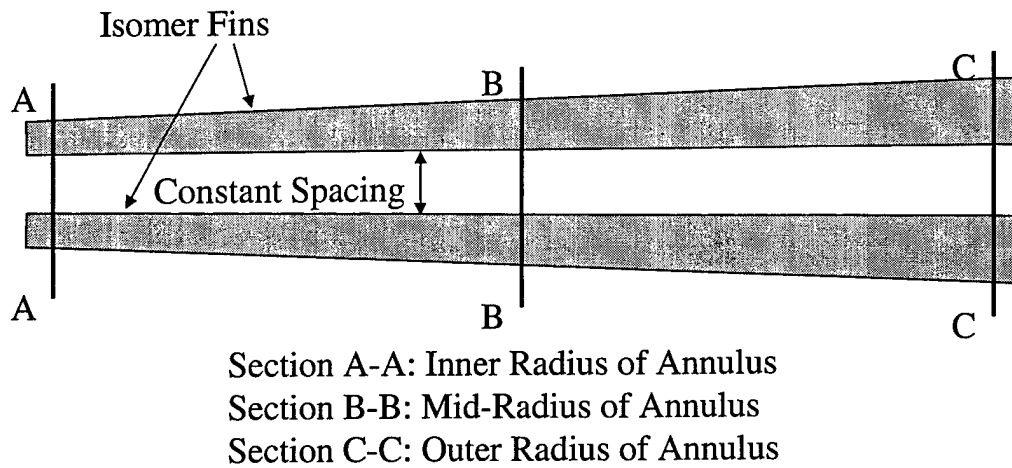 Isomer Fins
A
B
C
Constant Spacing
A
B
C
Section A-A: Inner Radius of Annulus
Section B-B: Mid-Radius of Annulus
Section C-C: Outer Radius of Annulus